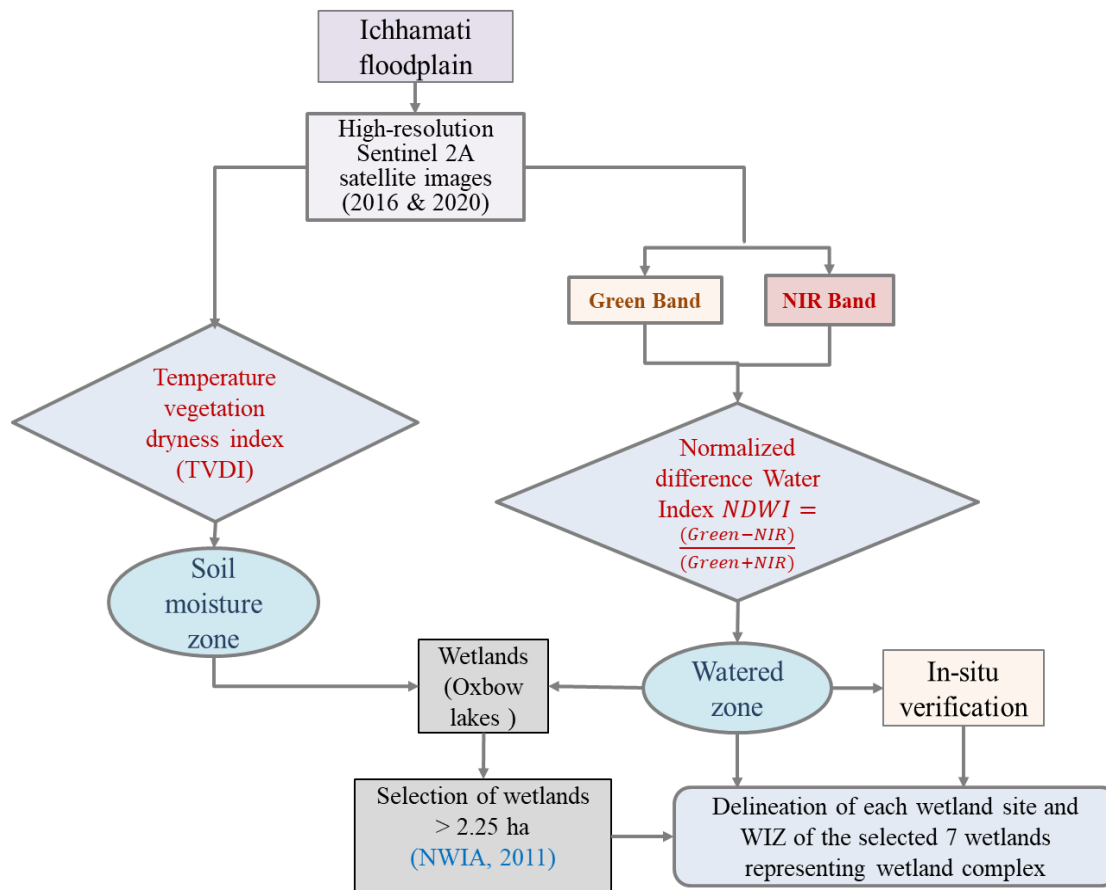 Ichhamati
floodplain
High-resolution
Sentinel 2A
satellite images
(2016 & 2020)
Green Band
NIR Band
Temperature
vegetation
dryness index
(TVDI)
Normalized
difference Water
Index NDWI =
(Green−NIR)
(Green+NIR)
Soil
moisture
zone
Wetlands
(Oxbow
lakes )
Watered
zone
In-situ
verification
Selection of wetlands
> 2.25 ha
(NWIA, 2011)
Delineation of each wetland site and
WIZ of the selected 7 wetlands
representing wetland complex